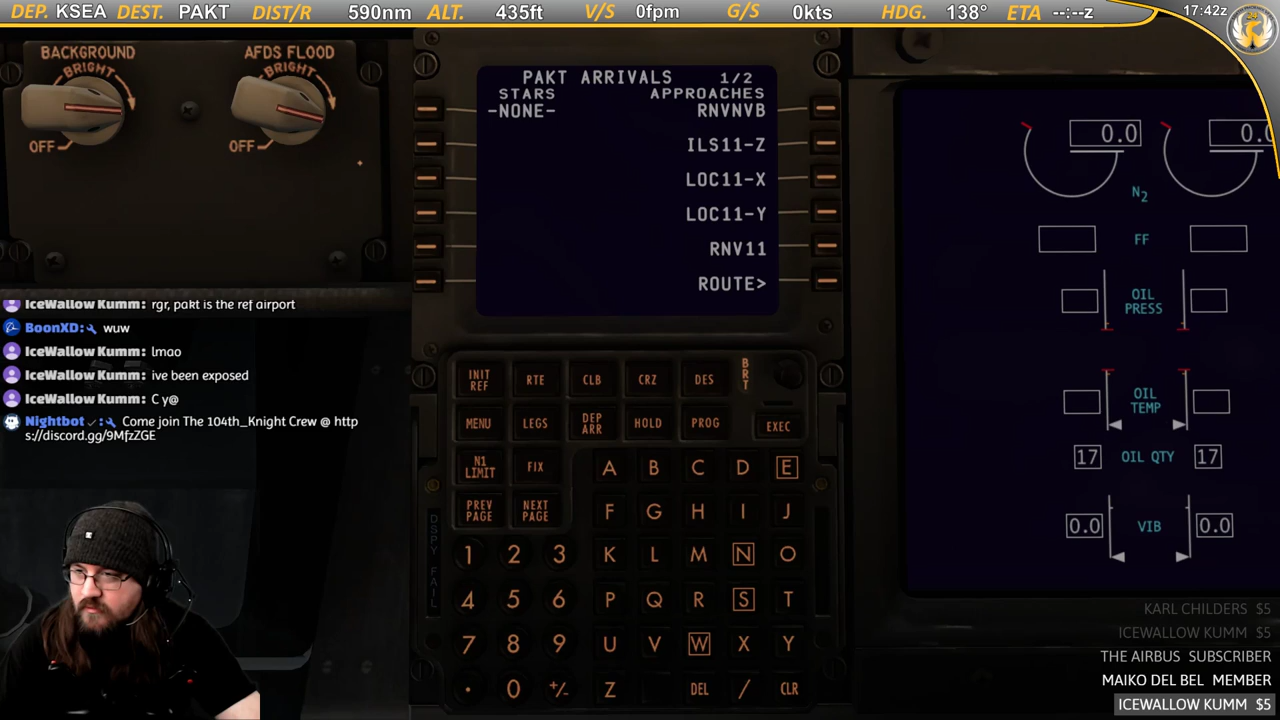 DEP. KSEA DEST. PAKT DIST/R 590nm ALT. 435ft V/S 0fpm G/S 0kts HDG. 138° ETA --:--z 17:42z
BACKGROUND
BRIGHT
OFF
AFDS FLOOD
BRIGHT
OFF
PAKT ARRIVALS 1/2
STARS APPROACHES
-NONE- RNVNVB
ILS11-Z
LOC11-X
LOC11-Y
RNV11
ROUTE>
0.0 0.0
N2
FF
OIL PRESS
OIL TEMP
17 OIL QTY 17
0.0 VIB 0.0
IceWallow Kumm: rgr, pakt is the ref airport
BoonXD: wuw
IceWallow Kumm: lmao
IceWallow Kumm: ive been exposed
IceWallow Kumm: C y@
Nightbot: Come join The 104th_Knight Crew @ http
s://discord.gg/9MfzZGE
INIT REF RTE CLB CRZ DES BRT
MENU LEGS DEP ARR HOLD PROG EXEC
N1 LIMIT FIX A B C D E
PREV PAGE NEXT PAGE F G H I J
1 2 3 K L M N O
4 5 6 P Q R S T
7 8 9 U V W X Y
. 0 +/- Z DEL / CLR
DSPY FAIL
KARL CHILDERS $5
ICEWALLOW KUMM $5
THE AIRBUS SUBSCRIBER
MAIKO DEL BEL MEMBER
ICEWALLOW KUMM $5